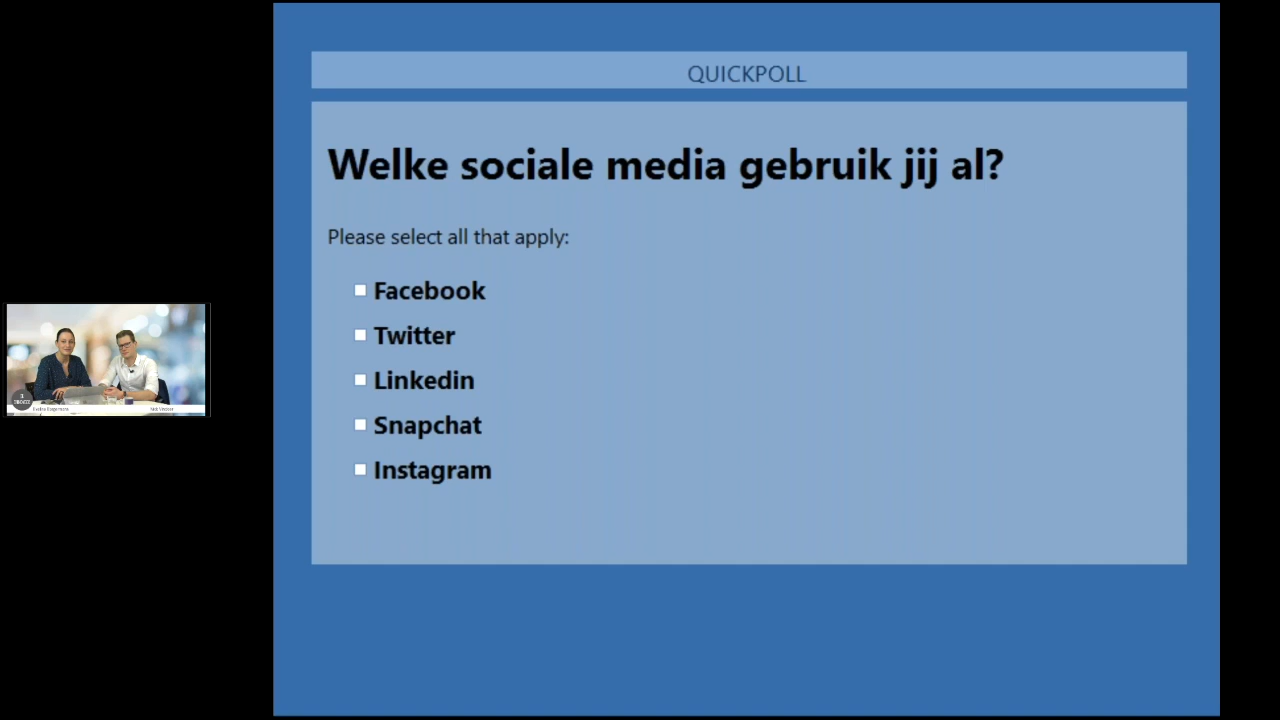 QUICKPOLL
Welke sociale media gebruik jij al?
Please select all that apply:
Facebook
Twitter
Linkedin
Snapchat
Instagram